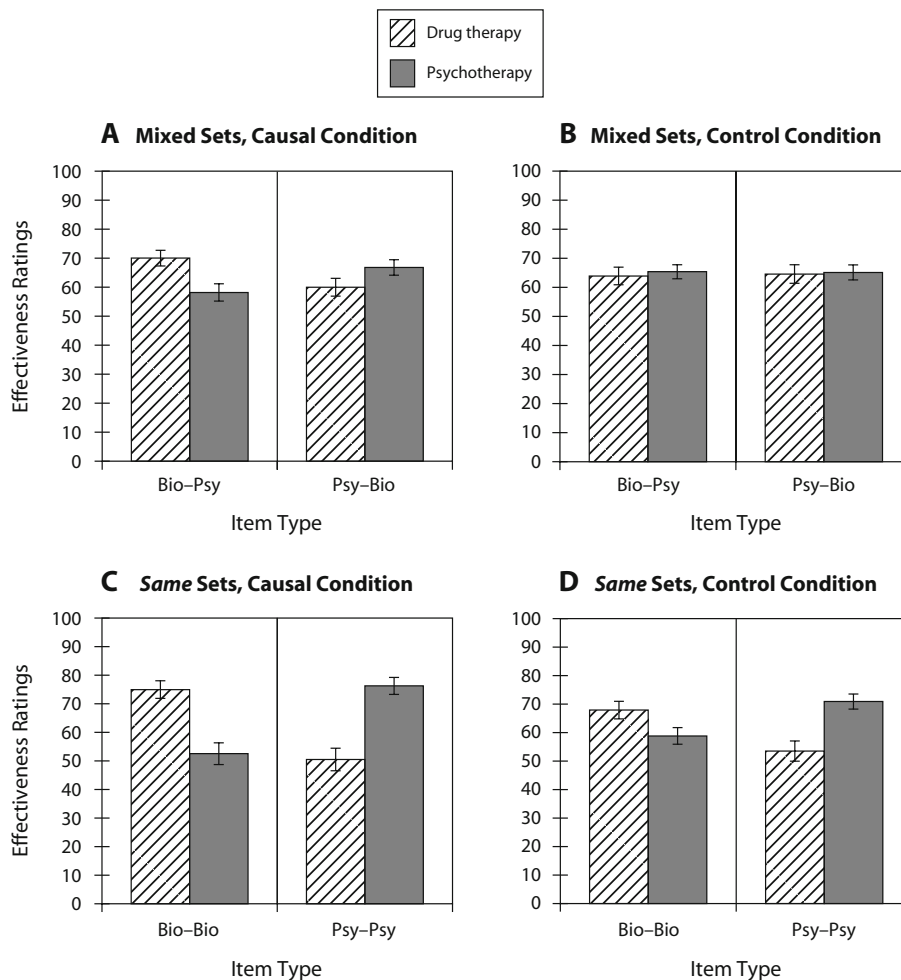 Drug therapy
Psychotherapy
A Mixed Sets, Causal Condition
100
90
80
70
60
50
40
30
20
10
0
Effectiveness Ratings
Bio–Psy Psy–Bio
Item Type
B Mixed Sets, Control Condition
100
90
80
70
60
50
40
30
20
10
0
Bio–Psy Psy–Bio
Item Type
C Same Sets, Causal Condition
100
90
80
70
60
50
40
30
20
10
0
Effectiveness Ratings
Bio–Bio Psy–Psy
Item Type
D Same Sets, Control Condition
100
90
80
70
60
50
40
30
20
10
0
Bio–Bio Psy–Psy
Item Type